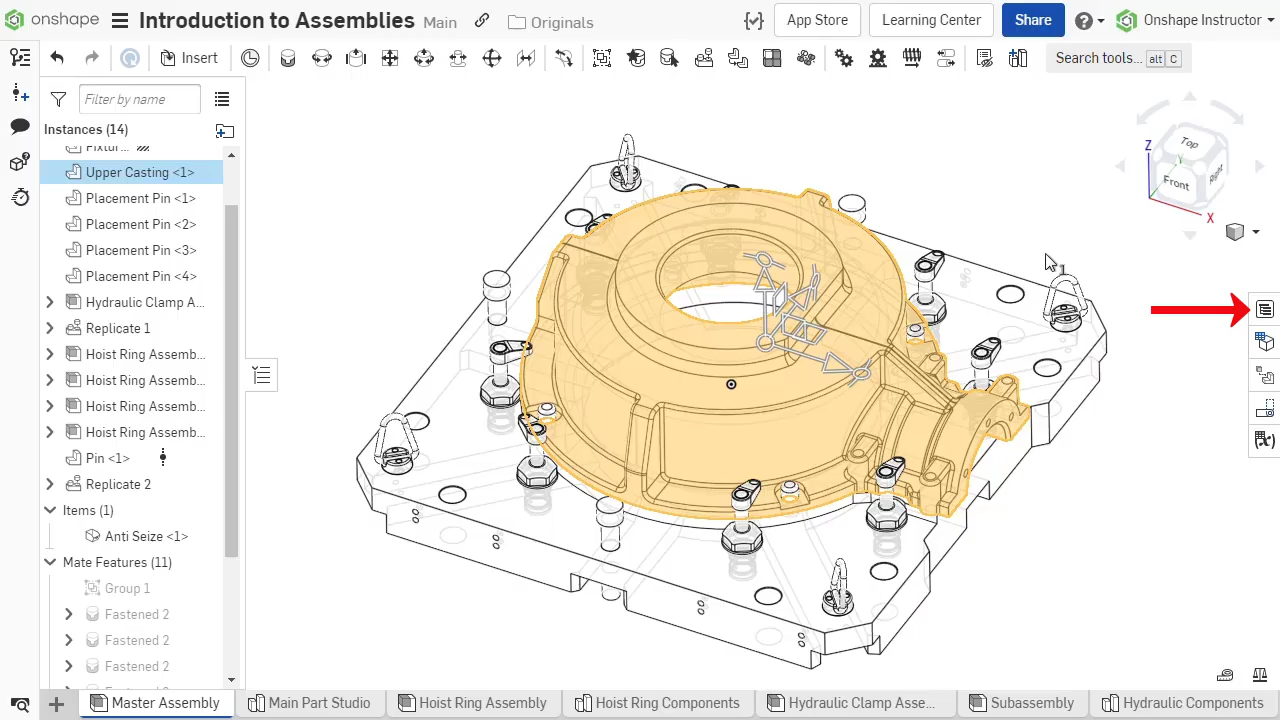 onshape
Introduction to Assemblies
Main
Originals
App Store
Learning Center
Share
Onshape Instructor
Insert
Search tools... alt C
Filter by name
Instances (14)
Fixtur...
Upper Casting <1>
Placement Pin <1>
Placement Pin <2>
Placement Pin <3>
Placement Pin <4>
Hydraulic Clamp A...
Replicate 1
Hoist Ring Assemb...
Hoist Ring Assemb...
Hoist Ring Assemb...
Hoist Ring Assemb...
Pin <1>
Replicate 2
Items (1)
Anti Seize <1>
Mate Features (11)
Group 1
Fastened 2
Fastened 2
Fastened 2
Top
Front
Right
Z
Y
X
Master Assembly
Main Part Studio
Hoist Ring Assembly
Hoist Ring Components
Hydraulic Clamp Asse...
Subassembly
Hydraulic Components